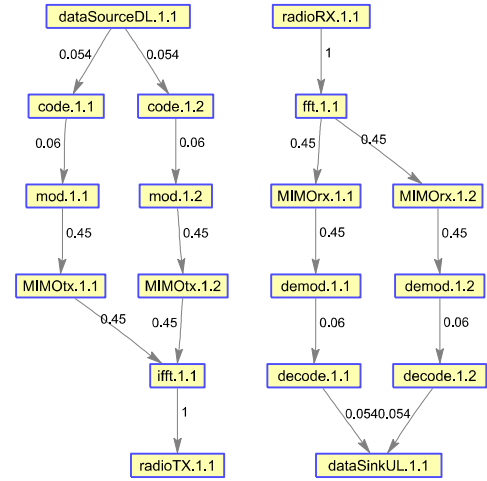 dataSourceDL.1.1 radioRX.1.1
0.054 0.054 1
code.1.1 code.1.2 fft.1.1
0.06 0.06 0.45 0.45
mod.1.1 mod.1.2 MIMOrx.1.1 MIMOrx.1.2
0.45 0.45 0.45 0.45
MIMOtx.1.1 MIMOtx.1.2 demod.1.1 demod.1.2
0.45 0.45 0.06 0.06
ifft.1.1 decode.1.1 decode.1.2
1 0.054 0.054
radioTX.1.1 dataSinkUL.1.1